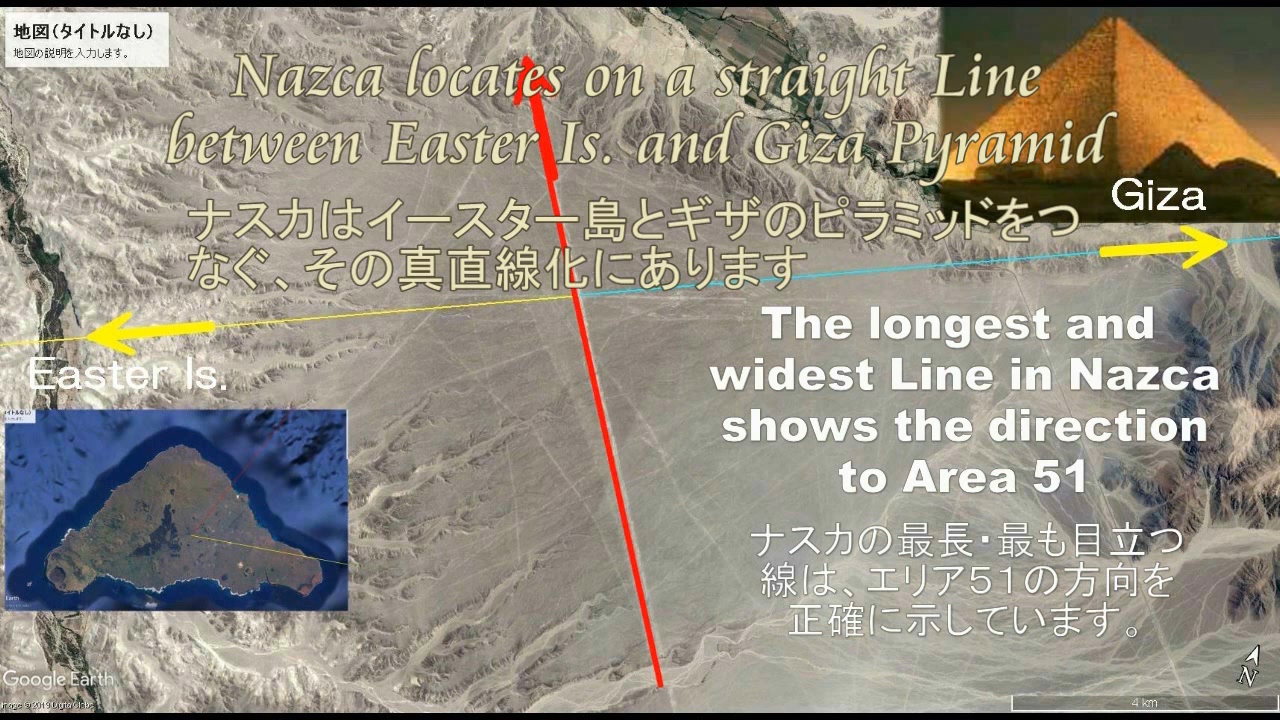 地図(タイトルなし)
地図の説明を入力します。
Nazca locates on a straight Line
between Easter Is. and Giza Pyramid
Giza
ナスカはイースター島とギザのピラミッドをつ
なぐ、その真直線化にあります
Easter Is.
The longest and
widest Line in Nazca
shows the direction
to Area 51
ナスカの最長・最も目立つ
線は、エリア51の方向を
正確に示しています。
Google Earth
N
4 km